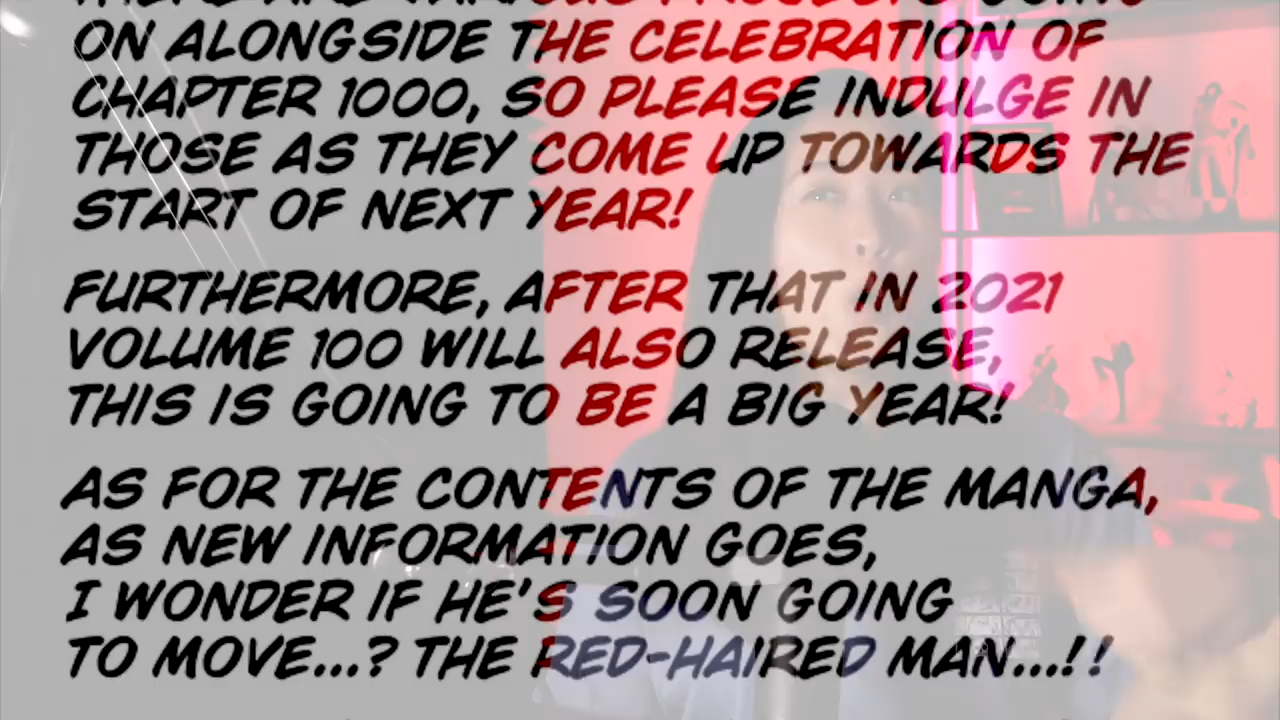 ON ALONGSIDE THE CELEBRATION OF
CHAPTER 1000, SO PLEASE INDULGE IN
THOSE AS THEY COME UP TOWARDS THE
START OF NEXT YEAR!
FURTHERMORE, AFTER THAT IN 2021
VOLUME 100 WILL ALSO RELEASE,
THIS IS GOING TO BE A BIG YEAR!
AS FOR THE CONTENTS OF THE MANGA,
AS NEW INFORMATION GOES,
I WONDER IF HE'S SOON GOING
TO MOVE...? THE RED-HAIRED MAN...!!